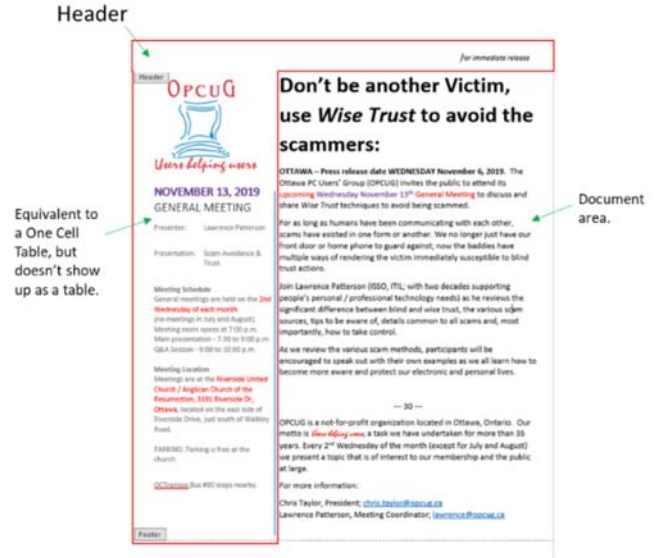 Header
for immediate release
Header
OPCUG
Users helping users
NOVEMBER 13, 2019
GENERAL MEETING
Presenter: Lawrence Patterson
Presentation: Scam Avoidance &
Trust
Meeting Schedule
General meetings are held on the 2nd
Wednesday of each month
(no meetings in July and August).
Meeting room opens at 7:00 p.m.
Main presentation - 7:30 to 9:00 p.m.
Q&A Session - 9:00 to 10:00 p.m.
Meeting Location
Meetings are at the Riverside United
Church / Anglican Church of the
Resurrection, 3191 Riverside Dr,
Ottawa, located on the east side of
Riverside Drive, just south of Walkley
Road.
PARKING: Parking is free at the
church.
OCTranspo: Bus #90 stops nearby.
Footer
Equivalent to
a One Cell
Table, but
doesn't show
up as a table.
Don't be another Victim,
use Wise Trust to avoid the
scammers:
OTTAWA – Press release date WEDNESDAY November 6, 2019. The
Ottawa PC Users' Group (OPCUG) invites the public to attend its
upcoming Wednesday November 13th General Meeting to discuss and
share Wise Trust techniques to avoid being scammed.
For as long as humans have been communicating with each other,
scams have existed in one form or another. We no longer just have our
front door or home phone to guard against; now the baddies have
multiple ways of rendering the victim immediately susceptible to blind
trust actions.
Join Lawrence Patterson (ISSO, ITIL; with two decades supporting
people's personal / professional technology needs) as he reviews the
significant difference between blind and wise trust, the various scam
sources, tips to be aware of, details common to all scams and, most
importantly, how to take control.
As we review the various scam methods, participants will be
encouraged to speak out with their own examples as we all learn how to
become more aware and protect our electronic and personal lives.
--- 30 ---
OPCUG is a not-for-profit organization located in Ottawa, Ontario. Our
motto is Users helping users, a task we have undertaken for more than 35
years. Every 2nd Wednesday of the month (except for July and August)
we present a topic that is of interest to our membership and the public
at large.
For more information:
Chris Taylor, President; chris.taylor@opcug.ca
Lawrence Patterson, Meeting Coordinator; lawrence@opcug.ca
Document
area.